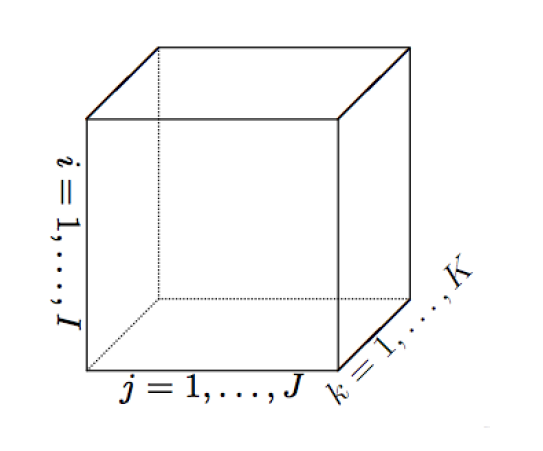 i = 1, . . . , I
j = 1, . . . , J
k = 1, . . . , K